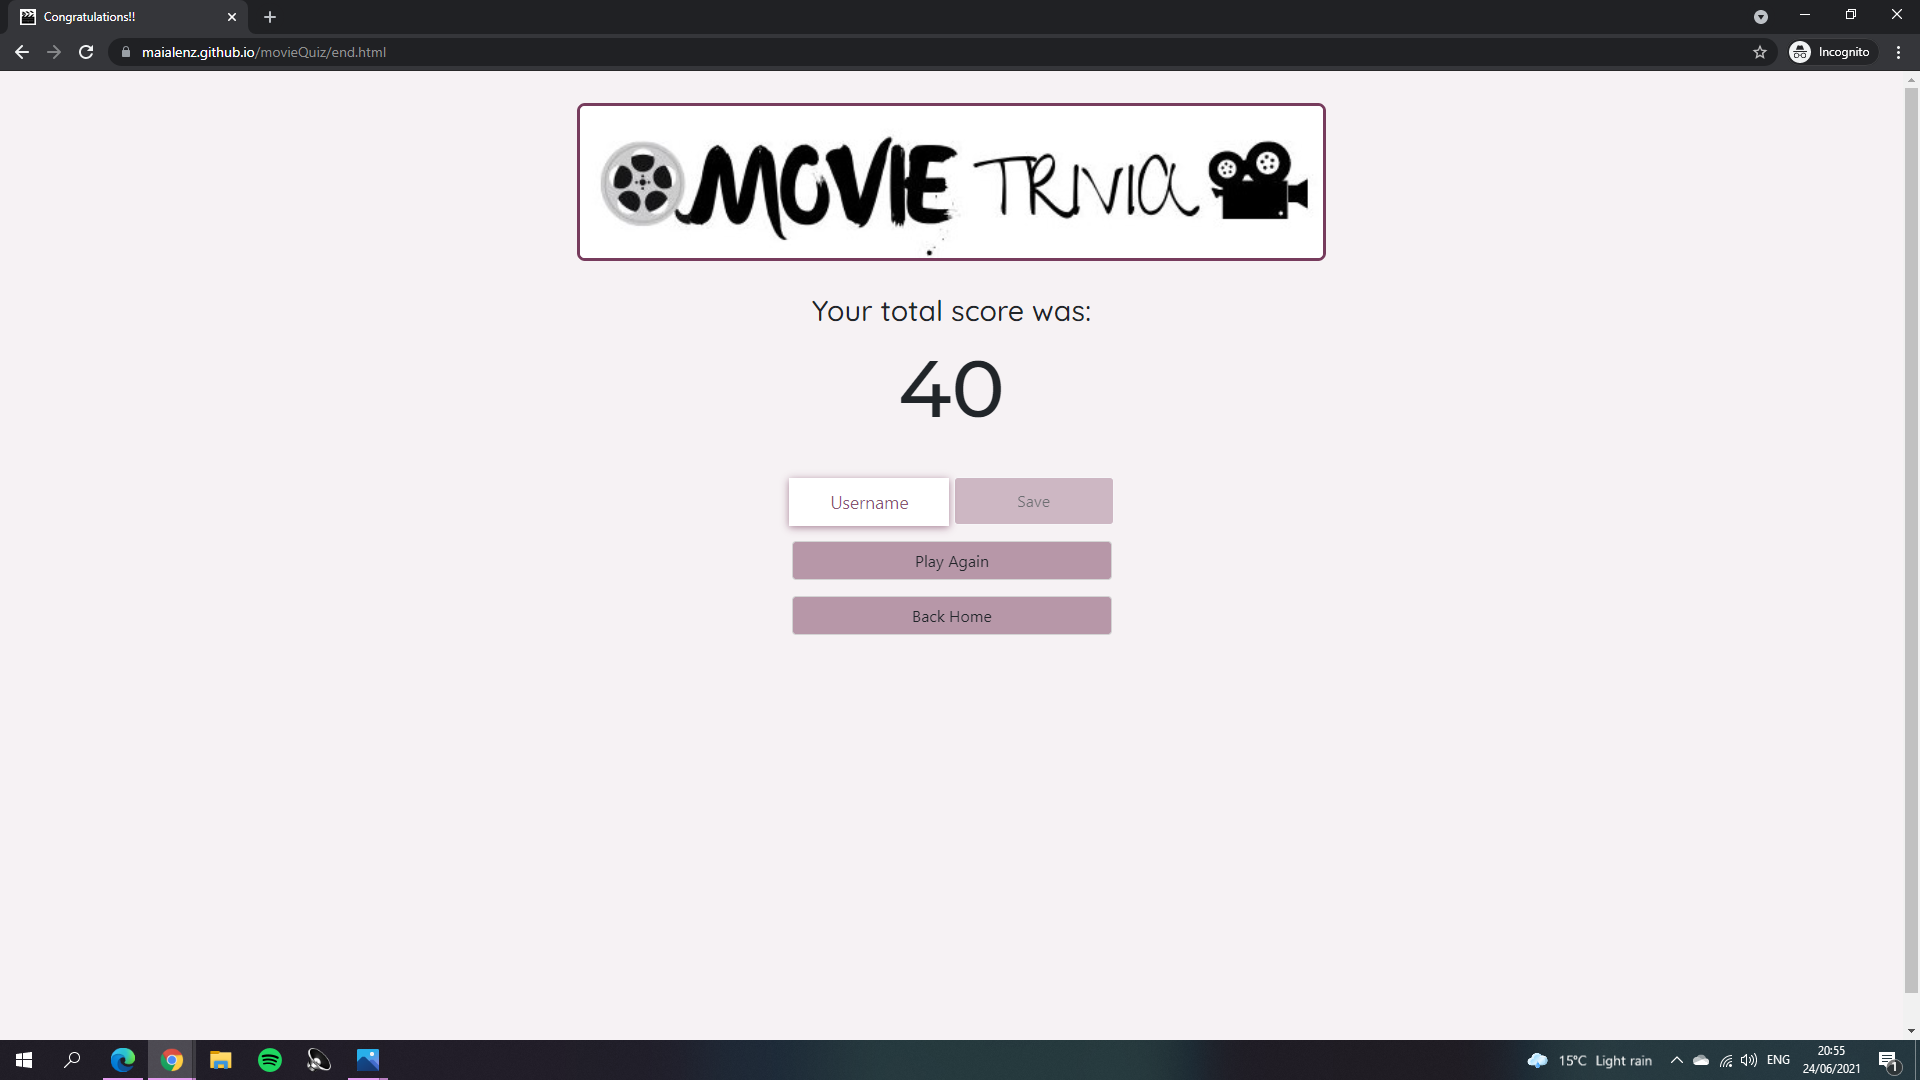 Congratulations!!
maialenz.github.io/movieQuiz/end.html
Incognito
MOVIE TRIVIA
Your total score was:
40
Username
Save
Play Again
Back Home
15°C Light rain
ENG
20:55
24/06/2021
1